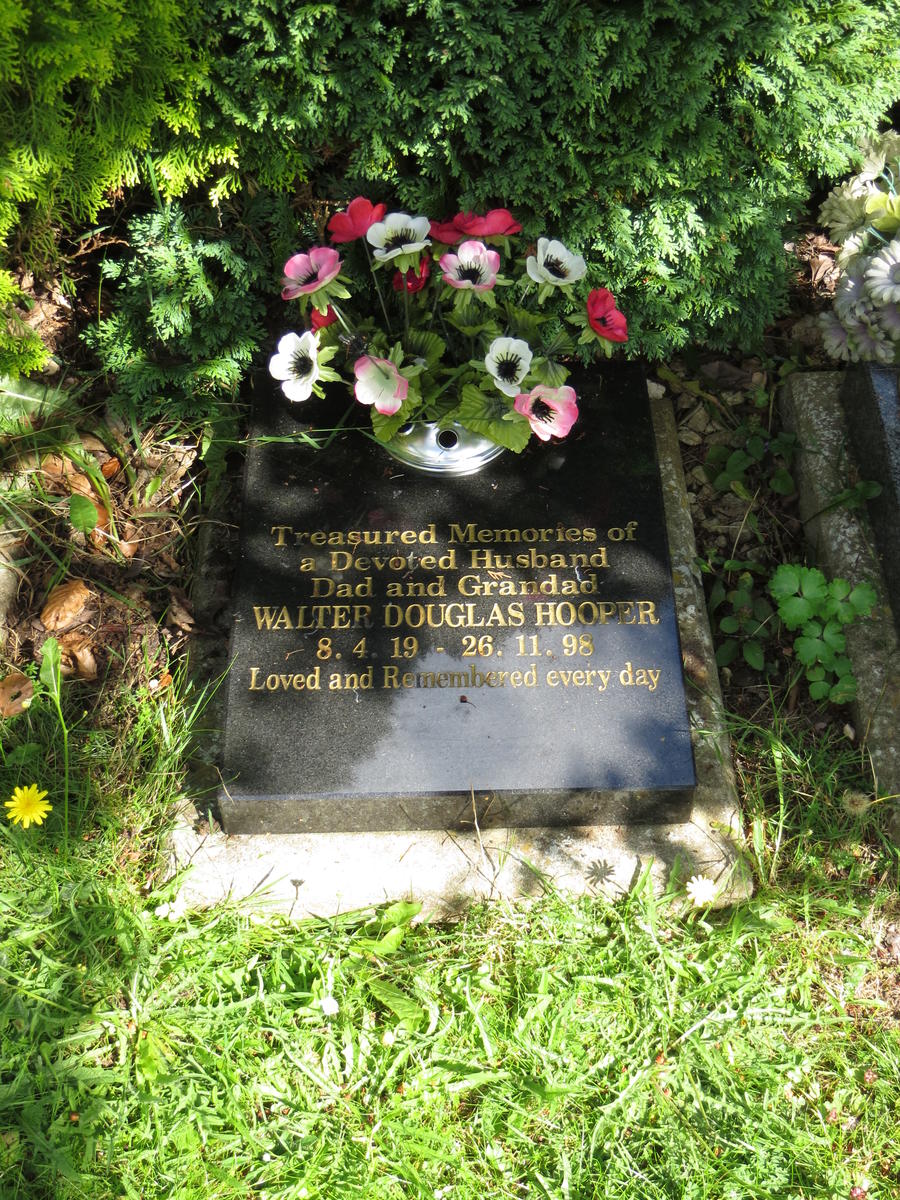 Treasured Memories of
a Devoted Husband
Dad and Grandad
WALTER DOUGLAS HOOPER
8. 4. 19 - 26. 11. 98
Loved and Remembered every day